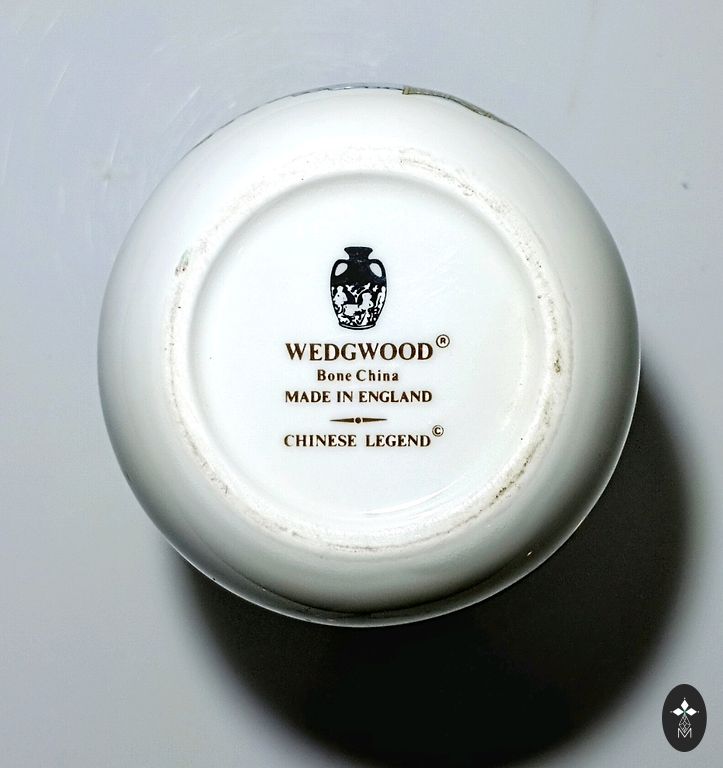 WEDGWOOD®
Bone China
MADE IN ENGLAND
CHINESE LEGEND©
M